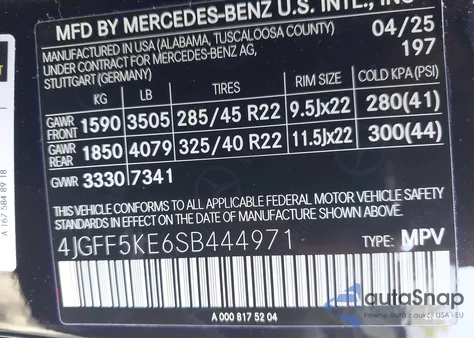 MFD BY MERCEDES-BENZ U.S. INTL., INC
MANUFACTURED IN USA (ALABAMA, TUSCALOOSA COUNTY) 04/25
UNDER CONTRACT FOR MERCEDES-BENZ AG, 197
STUTTGART (GERMANY)
KG LB TIRES RIM SIZE COLD KPA (PSI)
GAWR FRONT 1590 3505 285/45 R22 9.5Jx22 280(41)
GAWR REAR 1850 4079 325/40 R22 11.5Jx22 300(44)
GVWR 3330 7341
THIS VEHICLE CONFORMS TO ALL APPLICABLE FEDERAL MOTOR VEHICLE SAFETY
STANDARDS IN EFFECT ON THE DATE OF MANUFACTURE SHOWN ABOVE.
4JGFF5KE6SB444971 TYPE: MPV
A 000 817 52 04
A 167 584 89 18
autoSnap